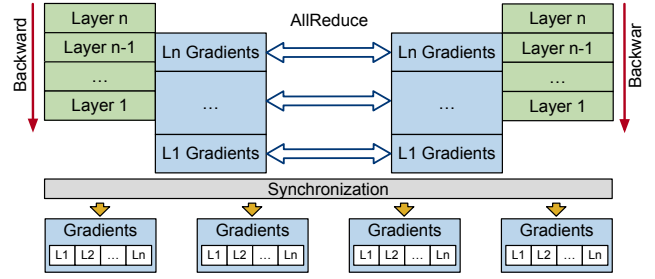 Backward
Layer n
Layer n-1
...
Layer 1
Ln Gradients
...
L1 Gradients
AllReduce
Ln Gradients
...
L1 Gradients
Layer n
Layer n-1
...
Layer 1
Backwar
Synchronization
Gradients
L1 L2 ... Ln
Gradients
L1 L2 ... Ln
Gradients
L1 L2 ... Ln
Gradients
L1 L2 ... Ln